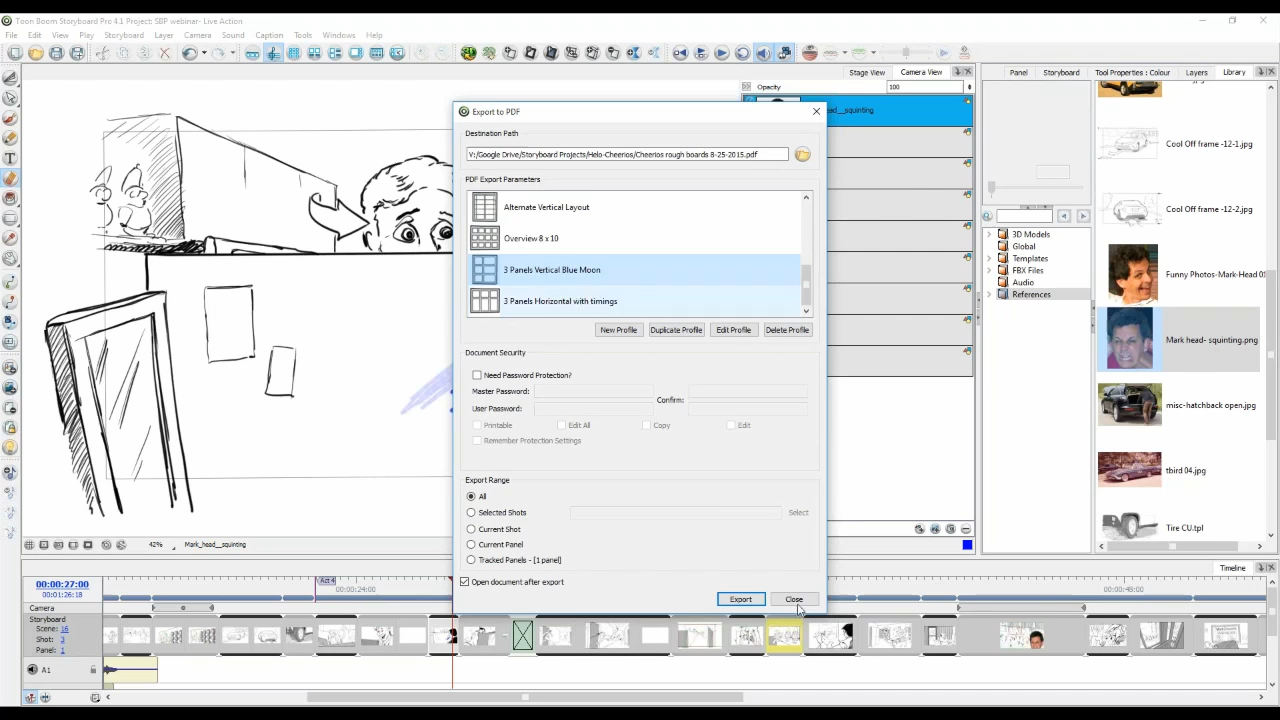 Toon Boom Storyboard Pro 4.1 Project: SBP webinar- Live Action
File Edit View Play Storyboard Layer Camera Sound Caption Tools Windows Help
Stage View Camera View
Panel Storyboard Tool Properties : Colour Layers Library
Opacity 100
ead__squinting
Export to PDF
Destination Path
V:/Google Drive/Storyboard Projects/Helo-Cheerios/Cheerios rough boards 8-25-2015.pdf
PDF Export Parameters
Alternate Vertical Layout
Overview 8 x 10
3 Panels Vertical Blue Moon
3 Panels Horizontal with timings
New Profile Duplicate Profile Edit Profile Delete Profile
Document Security
Need Password Protection?
Master Password:
Confirm:
User Password:
Printable Edit All Copy Edit
Remember Protection Settings
Export Range
All
Selected Shots Select
Current Shot
Current Panel
Tracked Panels - [1 panel]
Open document after export
Export Close
3D Models
Global
Templates
FBX Files
Audio
References
Cool Off frame -12-1.jpg
Cool Off frame -12-2.jpg
Funny Photos-Mark-Head 01
Mark head- squinting.png
misc-hatchback open.jpg
tbird 04.jpg
Tire CU.tpl
42% Mark_head__squinting
Timeline
00:00:27:00
00:01:26:18
Act 4
00:00:24:00
00:00:48:00
Camera
Storyboard
Scene: 16
Shot: 3
Panel: 1
A1